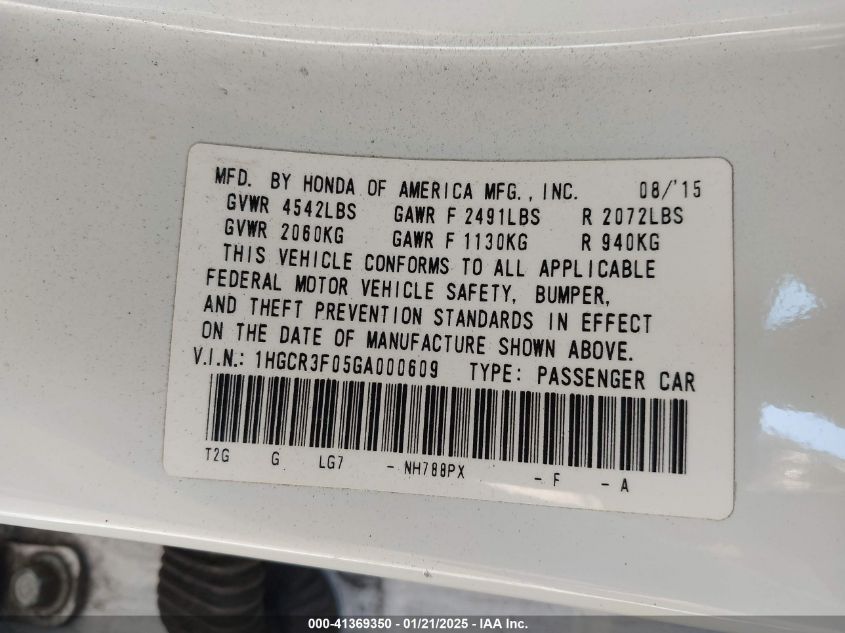 MFD. BY HONDA OF AMERICA MFG., INC. 08/'15
GVWR 4542LBS GAWR F 2491LBS R 2072LBS
GVWR 2060KG GAWR F 1130KG R 940KG
THIS VEHICLE CONFORMS TO ALL APPLICABLE
FEDERAL MOTOR VEHICLE SAFETY, BUMPER,
AND THEFT PREVENTION STANDARDS IN EFFECT
ON THE DATE OF MANUFACTURE SHOWN ABOVE.
V.I.N.: 1HGCR3F05GA000609 TYPE: PASSENGER CAR
T2G G LG7 - NH788PX - F - A
000-41369350 - 01/21/2025 - IAA Inc.